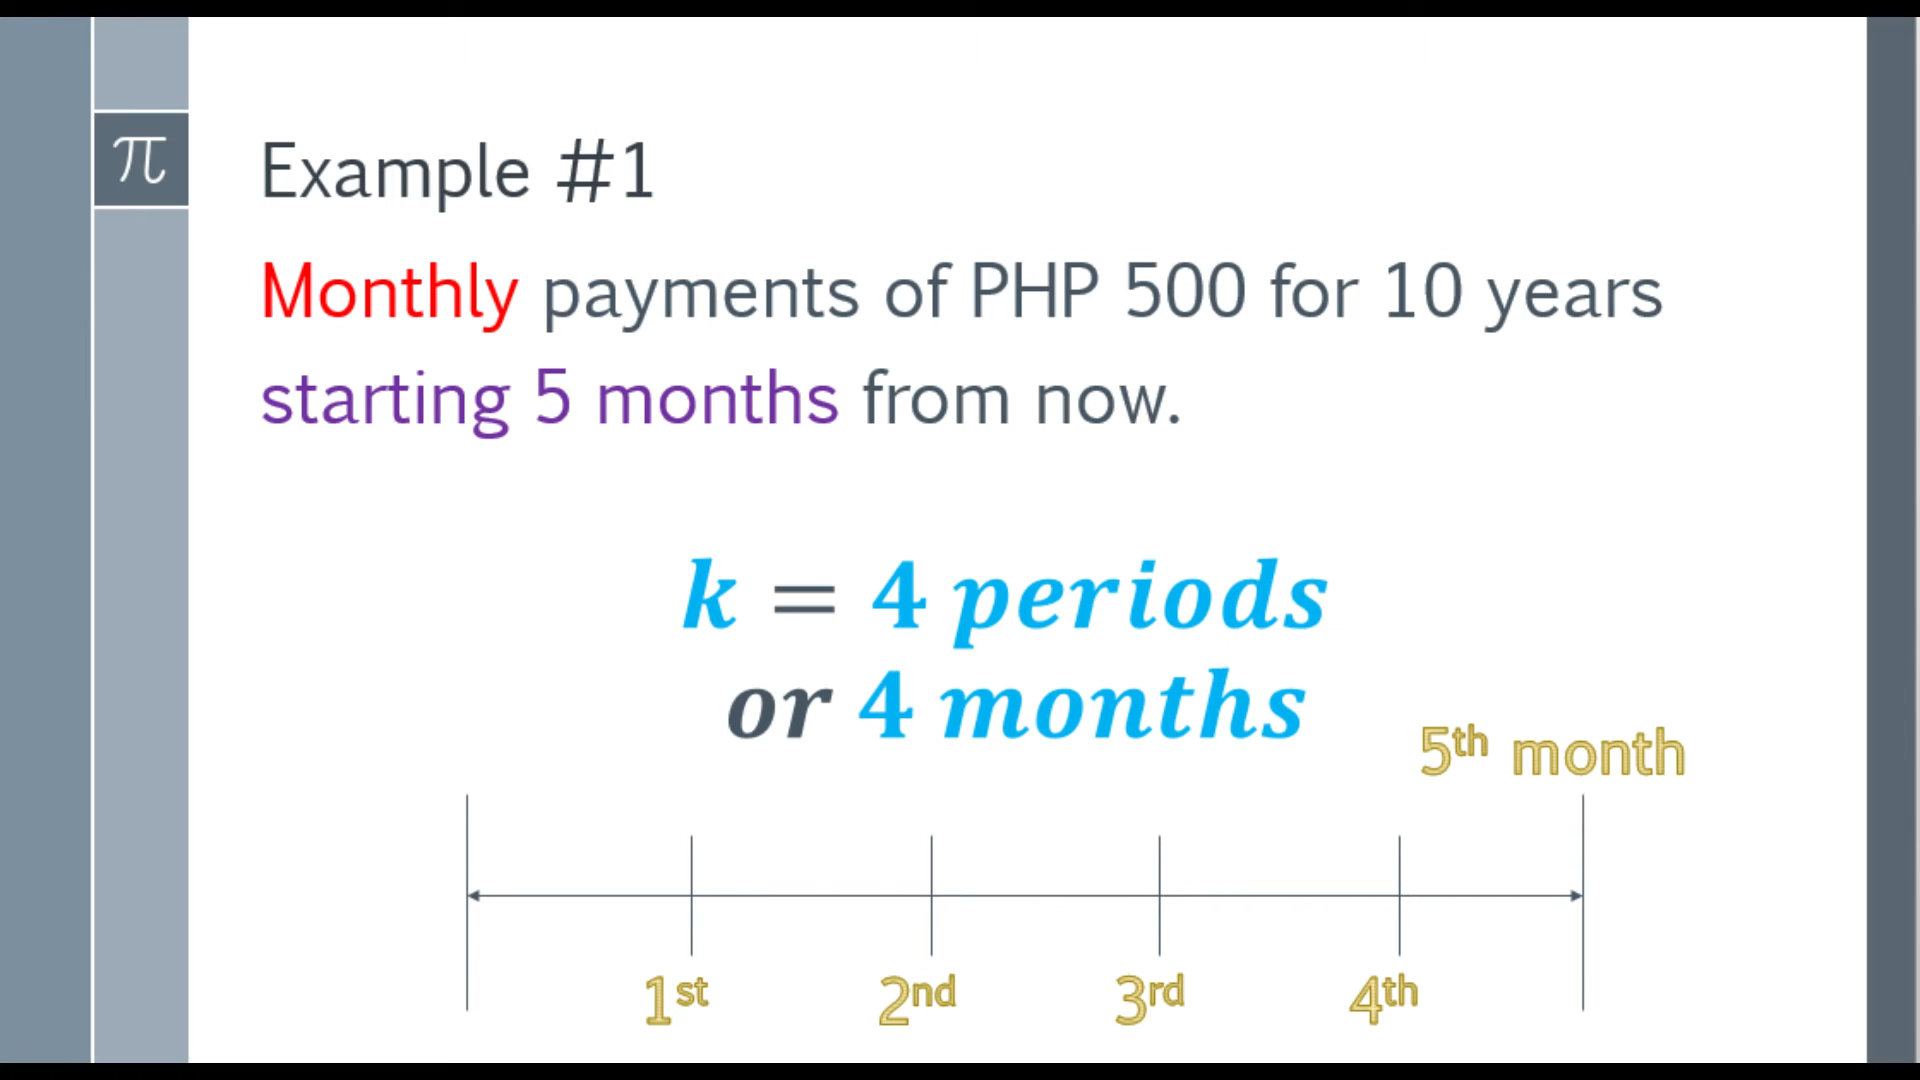 π
Example #1
Monthly payments of PHP 500 for 10 years
starting 5 months from now.
k = 4 periods
or 4 months
5th month
1st 2nd 3rd 4th